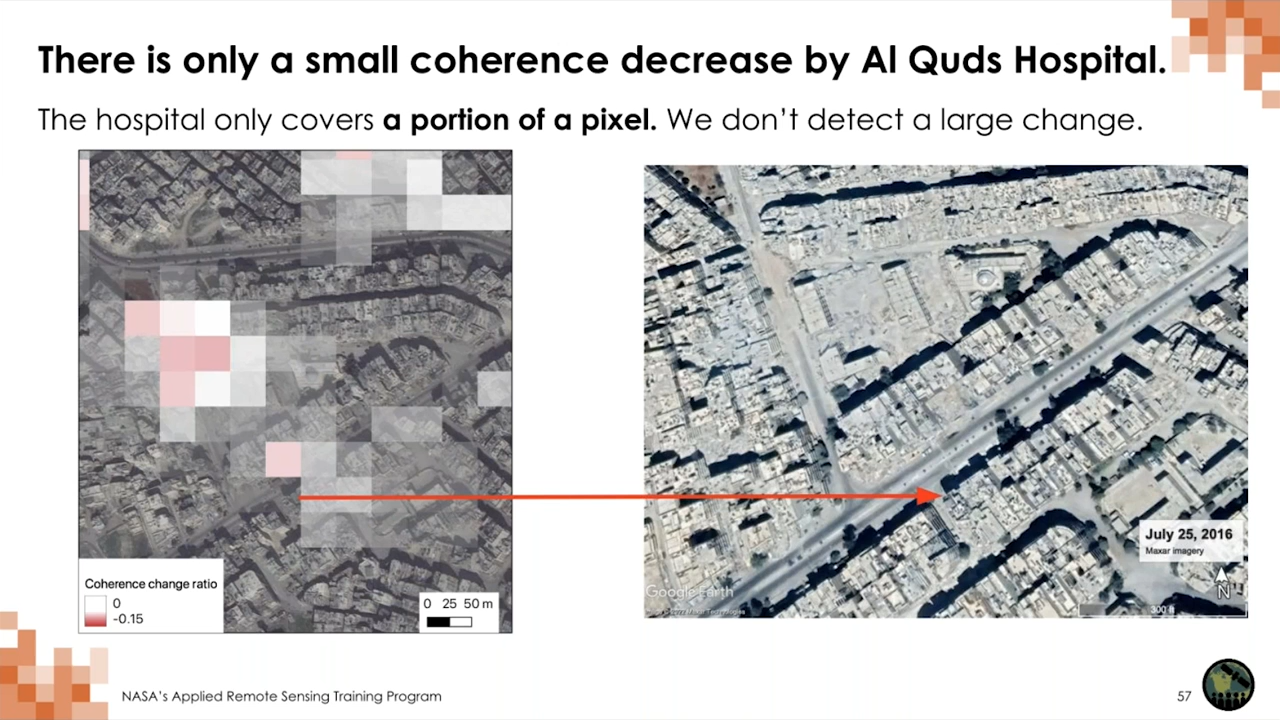 There is only a small coherence decrease by Al Quds Hospital.
The hospital only covers a portion of a pixel. We don't detect a large change.
Coherence change ratio
0
-0.15
0 25 50 m
July 25, 2016
Maxar imagery
Google Earth
N
300 ft
NASA's Applied Remote Sensing Training Program
57